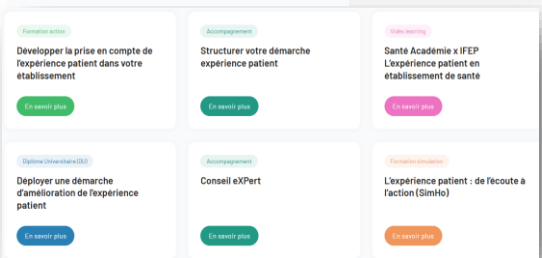 Formation action
Développer la prise en compte de
l'expérience patient dans votre
établissement
En savoir plus
Accompagnement
Structurer votre démarche
expérience patient
En savoir plus
Video learning
Santé Académie x IFEP
L'expérience patient en
établissement de santé
En savoir plus
Diplôme Universitaire (DU)
Déployer une démarche
d'amélioration de l'expérience
patient
En savoir plus
Accompagnement
Conseil eXPert
En savoir plus
Formation simulation
L'expérience patient : de l'écoute à
l'action (SimHo)
En savoir plus